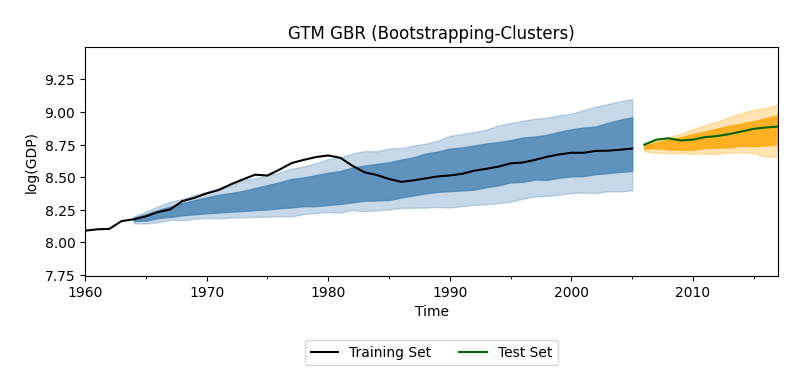 GTM GBR (Bootstrapping-Clusters)
9.25
9.00
8.75
8.50
8.25
8.00
7.75
log(GDP)
1960 1970 1980 1990 2000 2010
Time
Training Set Test Set